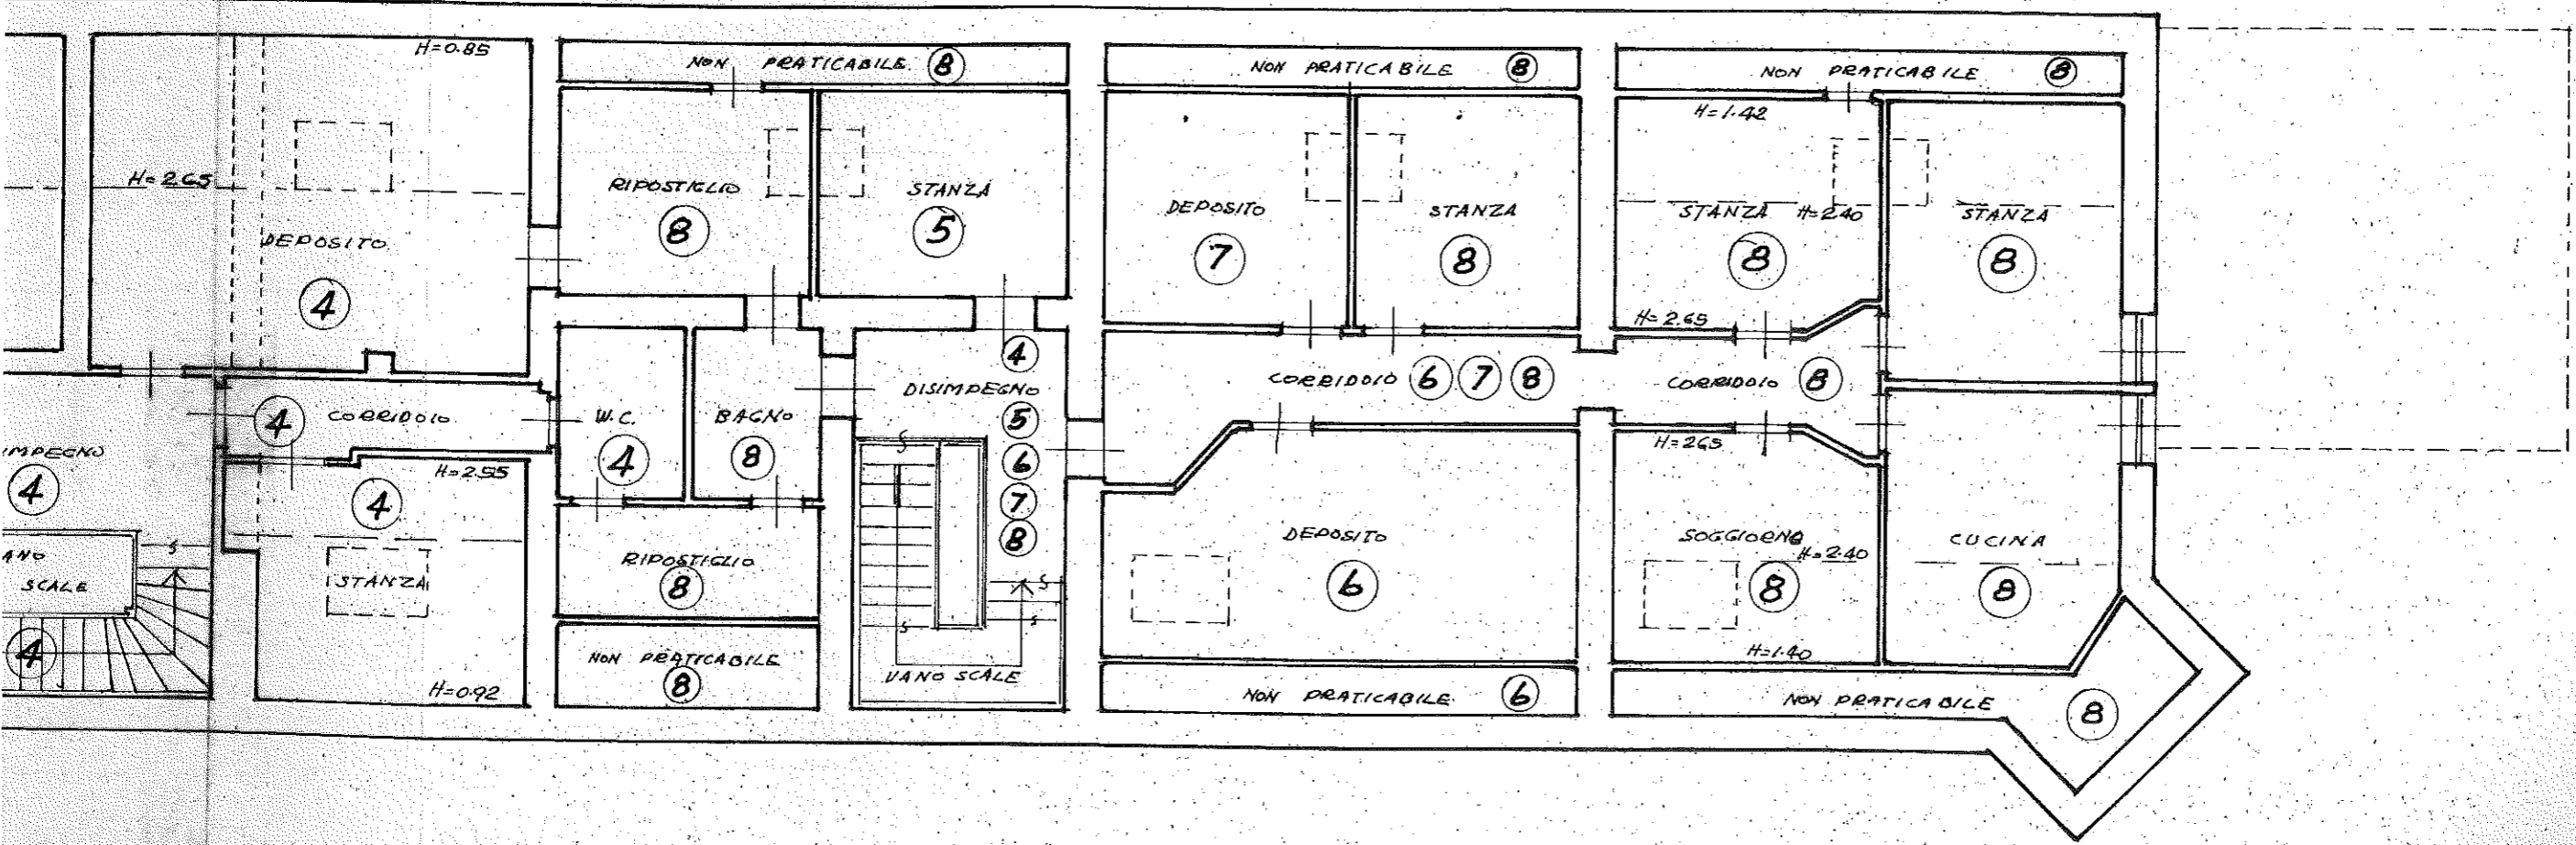 H=0.85
NON PRATICABILE 8
NON PRATICABILE 8
NON PRATICABILE 8
H=1.42
H=2.65
RIPOSTIGLIO
8
STANZA
5
DEPOSITO
7
STANZA
8
STANZA H=2.40
8
STANZA
8
DEPOSITO
4
H=2.65
4
DISIMPEGNO
5
6
7
8
CORRIDOIO 6 7 8
CORRIDOIO 8
4 CORRIDOIO
W.C.
4
BAGNO
8
H=2.65
IMPEGNO
4
H=2.55
4
STANZA
H=0.92
ANO
SCALE
4
RIPOSTIGLIO
8
NON PRATICABILE
8
VANO SCALE
DEPOSITO
6
SOGGIORNO
H=2.40
8
H=1.40
CUCINA
8
NON PRATICABILE 6
NON PRATICABILE
8